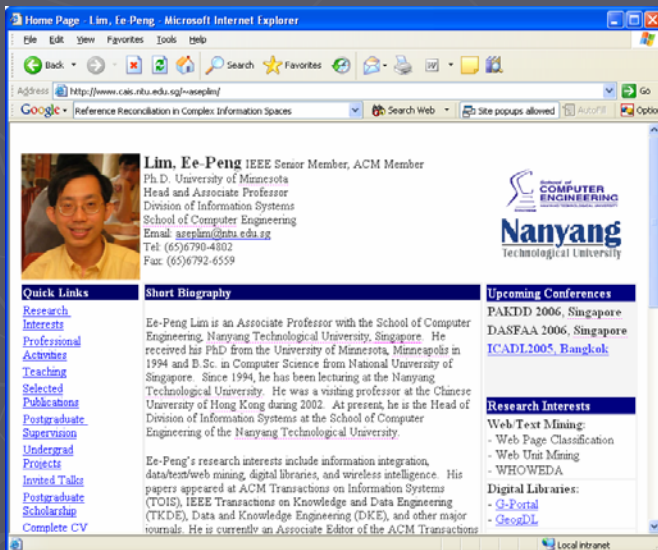 Home Page - Lim, Ee-Peng - Microsoft Internet Explorer
File Edit View Favorites Tools Help
Back Search Favorites
Address http://www.cais.ntu.edu.sg/~aseplim/ Go
Google Reference Reconciliation in Complex Information Spaces Search Web Site popups allowed AutoFill Optio
Lim, Ee-Peng IEEE Senior Member, ACM Member
Ph.D. University of Minnesota
Head and Associate Professor
Division of Information Systems
School of Computer Engineering
Email: aseplim@ntu.edu.sg
Tel: (65)6790-4802
Fax: (65)6792-6559
School of
COMPUTER
ENGINEERING
Nanyang
Technological University
Quick Links
Research
Interests
Professional
Activities
Teaching
Selected
Publications
Postgraduate
Supervision
Undergrad
Projects
Invited Talks
Postgraduate
Scholarship
Complete CV
Short Biography
Ee-Peng Lim is an Associate Professor with the School of Computer
Engineering, Nanyang Technological University, Singapore. He
received his PhD from the University of Minnesota, Minneapolis in
1994 and B.Sc. in Computer Science from National University of
Singapore. Since 1994, he has been lecturing at the Nanyang
Technological University. He was a visiting professor at the Chinese
University of Hong Kong during 2002. At present, he is the Head of
Division of Information Systems at the School of Computer
Engineering of the Nanyang Technological University.
Ee-Peng's research interests include information integration,
data/text/web mining, digital libraries, and wireless intelligence. His
papers appeared at ACM Transactions on Information Systems
(TOIS), IEEE Transactions on Knowledge and Data Engineering
(TKDE), Data and Knowledge Engineering (DKE), and other major
journals. He is currently an Associate Editor of the ACM Transactions
Upcoming Conferences
PAKDD 2006, Singapore
DASFAA 2006, Singapore
ICADL2005, Bangkok
Research Interests
Web/Text Mining:
- Web Page Classification
- Web Unit Mining
- WHOWEDA
Digital Libraries:
- G-Portal
- GeogDL
Local intranet